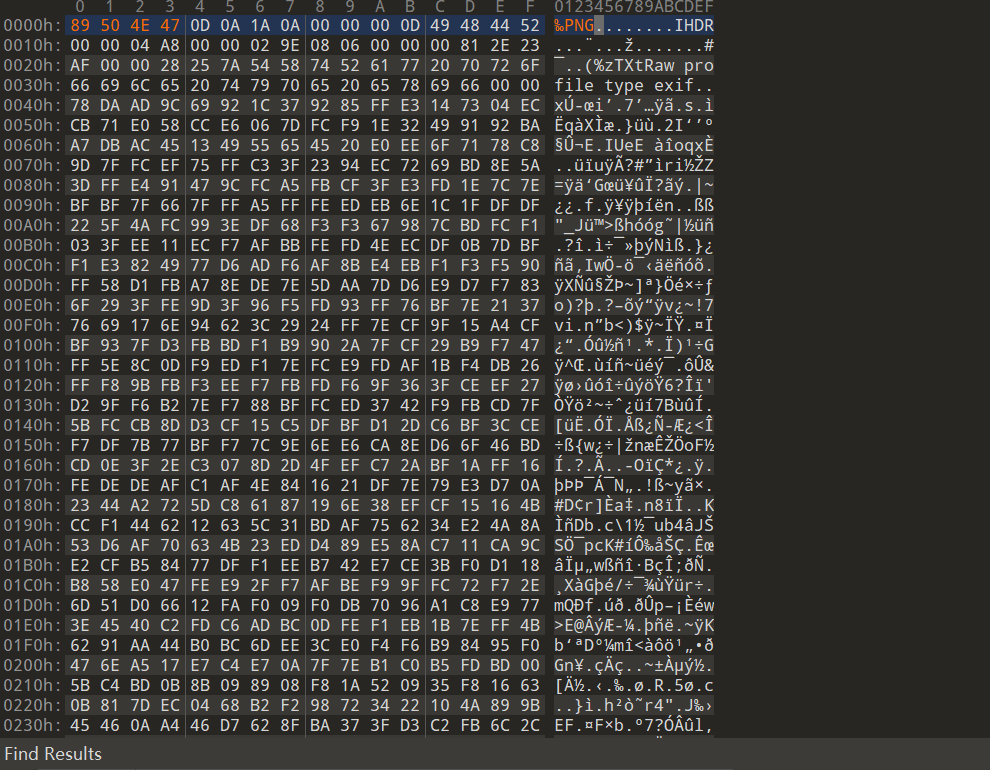 0 1 2 3 4 5 6 7 8 9 A B C D E F 0123456789ABCDEF
0000h: 89 50 4E 47 0D 0A 1A 0A 00 00 00 0D 49 48 44 52 ‰PNG........IHDR
0010h: 00 00 04 A8 00 00 02 9E 08 06 00 00 00 81 2E 23 ...¨...ž.......#
0020h: AF 00 00 28 25 7A 54 58 74 52 61 77 20 70 72 6F ¯..(%zTXtRaw pro
0030h: 66 69 6C 65 20 74 79 70 65 20 65 78 69 66 00 00 file type exif..
0040h: 78 DA AD 9C 69 92 1C 37 92 85 FF E3 14 73 04 EC xÚ-œi’.7’…ÿã.s.ì
0050h: CB 71 E0 58 CC E6 06 7D FC F9 1E 32 49 91 92 BA ËqàXÌæ.}üù.2I‘’º
0060h: A7 DB AC 45 13 49 55 65 45 20 E0 EE 6F 71 78 C8 §Û¬E.IUeE àîoqxÈ
0070h: 9D 7F FC EF 75 FF C3 3F 23 94 EC 72 69 BD 8E 5A ..üïuÿÃ?#”ìri½ŽZ
0080h: 3D FF E4 91 47 9C FC A5 FB CF 3F E3 FD 1E 7C 7E =ÿä‘Gœü¥ûÏ?ãý.|~
0090h: BF BF 7F 66 7F FF A5 FF FE ED EB 6E 1C 1F DF DF ¿¿.f.ÿ¥ÿþíën..ßß
00A0h: 22 5F 4A FC 99 3E DF 68 F3 F3 67 98 7C BD FC F1 "_Jü™>ßhóóg˜|½üñ
00B0h: 03 3F EE 11 EC F7 AF BB FE FD 4E EC DF 0B 7D BF .?î.ì÷¯»þýNìß.}¿
00C0h: F1 E3 82 49 77 D6 AD F6 AF 8B E4 EB F1 F3 F5 90 ñã‚IwÖ-ö¯‹äëñóõ.
00D0h: FF 58 D1 FB A7 8E DE 7E 5D AA 7D D6 E9 D7 F7 83 ÿXÑû§ŽÞ~]ª}Öé×÷ƒ
00E0h: 6F 29 3F FE 9D 3F 96 F5 FD 93 FF 76 BF 7E 21 37 o)?þ.?–õý“ÿv¿~!7
00F0h: 76 69 17 6E 94 62 3C 29 24 FF 7E CF 9F 15 A4 CF vi.n”b<)$ÿ~ÏŸ.¤Ï
0100h: BF 93 7F D3 FB BD F1 B9 90 2A 7F CF 29 B9 F7 47 ¿“.Óû½ñ¹.*.Ï)¹÷G
0110h: FF 5E 8C 0D F9 ED F1 7E FC E9 FD AF 1B F4 DB 26 ÿ^Œ.ùíñ~üéý¯.ôÛ&
0120h: FF F8 9B FB F3 EE F7 FB FD F6 9F 36 3F CE EF 27 ÿø›ûóî÷ûýöŸ6?Îï'
0130h: D2 9F F6 B2 7E F7 88 BF FC ED 37 42 F9 FB CD 7F ÒŸö²~÷ˆ¿üí7BùûÍ.
0140h: 5B FC CB 8D D3 CF 15 C5 DF BF D1 2D C6 BF 3C CE [üË.ÓÏ.Åß¿Ñ-Æ¿<Î
0150h: F7 DF 7B 77 BF F7 7C 9E 6E E6 CA 8E D6 6F 46 BD ÷ß{w¿÷|žnæÊŽÖoF½
0160h: CD 0E 3F 2E C3 07 8D 2D 4F EF C7 2A BF 1A FF 16 Í.?.Ã..-OïÇ*¿.ÿ.
0170h: FE DE DE AF C1 AF 4E 84 16 21 DF 7E 79 E3 D7 0A þÞÞ¯Á¯N„.!ß~yã×.
0180h: 23 44 A2 72 5D C8 61 87 19 6E 38 EF CF 15 16 4B #D¢r]Èa‡.n8ïÏ..K
0190h: CC F1 44 62 12 63 5C 31 BD AF 75 62 34 E2 4A 8A ÌñDb.c\1½¯ub4âJŠ
01A0h: 53 D6 AF 70 63 4B 23 ED D4 89 E5 8A C7 11 CA 9C SÖ¯pcK#íÔ‰åŠÇ.Êœ
01B0h: E2 CF B5 84 77 DF F1 EE B7 42 E7 CE 3B F0 D1 18 âÏµ„wßñî·BçÎ;ðÑ.
01C0h: B8 58 E0 47 FE E9 2F F7 AF BE F9 9F FC 72 F7 2E ¸XàGþé/÷¯¾ùŸür÷.
01D0h: 6D 51 D0 66 12 FA F0 09 F0 DB 70 96 A1 C8 E9 77 mQÐf.úð.ðÛp–¡Èéw
01E0h: 3E 45 40 C2 FD C6 AD BC 0D FE F1 EB 1B 7E FF 4B >E@ÂýÆ-¼.þñë.~ÿK
01F0h: 62 91 AA 44 B0 BC 6D EE 3C E0 F4 F6 B9 84 95 F0 b‘ªD°¼mî<àôö¹„•ð
0200h: 47 6E A5 17 E7 C4 E7 0A 7F 7E B1 C0 B5 FD BD 00 Gn¥.çÄç..~±Àµý½.
0210h: 5B C4 BD 0B 8B 09 89 08 F8 1A 52 09 35 F8 16 63 [Ä½.‹.‰.ø.R.5ø.c
0220h: 0B 81 7D EC 04 68 B2 F2 98 72 34 22 10 4A 89 9B ..}ì.h²ò˜r4".J‰›
0230h: 45 46 0A A4 46 D7 62 8F BA 37 3F D3 C2 FB 6C 2C EF.¤F×b.º7?ÓÂûl,
Find Results